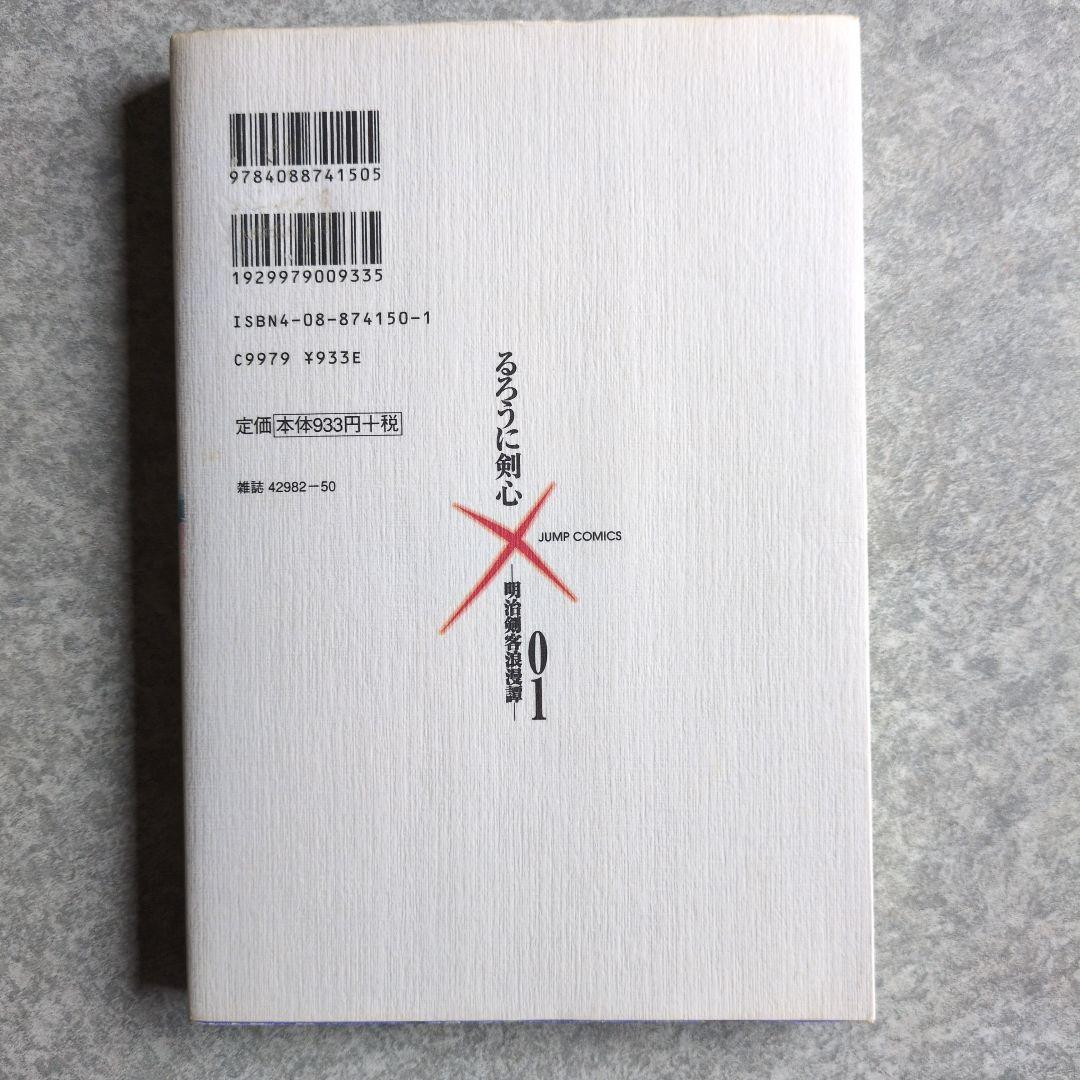 9784088741505
1929979009335
ISBN4-08-874150-1
C9979 ¥933E
定価 本体933円+税
雑誌 42982-50
るろうに剣心
JUMP COMICS
―明治剣客浪漫譚―
01